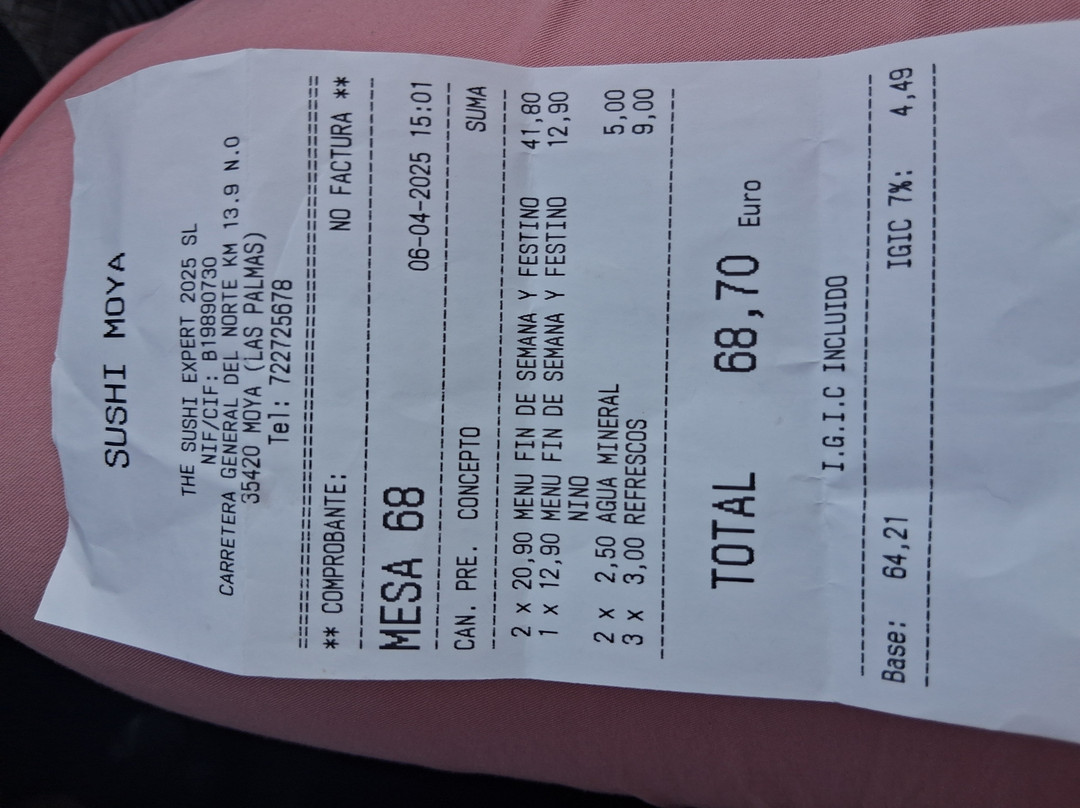 SUSHI MOYA
THE SUSHI EXPERT 2025 SL
NIF/CIF: B19890730
CARRETERA GENERAL DEL NORTE KM 13.9 N.0
35420 MOYA (LAS PALMAS)
Tel: 722725678
** COMPROBANTE: NO FACTURA **
MESA 68 06-04-2025 15:01
CAN. PRE. CONCEPTO SUMA
2 x 20,90 MENU FIN DE SEMANA Y FESTINO 41,80
1 x 12,90 MENU FIN DE SEMANA Y FESTINO 12,90
NINO
2 x 2,50 AGUA MINERAL 5,00
3 x 3,00 REFRESCOS 9,00
TOTAL 68,70 Euro
I.G.I.C INCLUIDO
Base: 64,21 IGIC 7%: 4,49